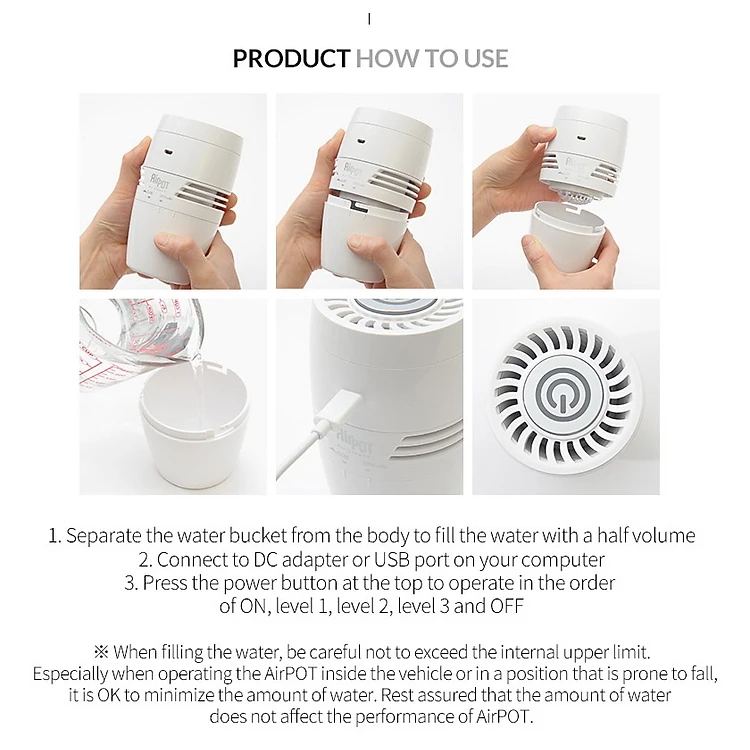 PRODUCT HOW TO USE
AirPOT
AirPOT
AirPOT
AirPOT
1. Separate the water bucket from the body to fill the water with a half volume
2. Connect to DC adapter or USB port on your computer
3. Press the power button at the top to operate in the order
of ON, level 1, level 2, level 3 and OFF
※ When filling the water, be careful not to exceed the internal upper limit.
Especially when operating the AirPOT inside the vehicle or in a position that is prone to fall,
it is OK to minimize the amount of water. Rest assured that the amount of water
does not affect the performance of AirPOT.